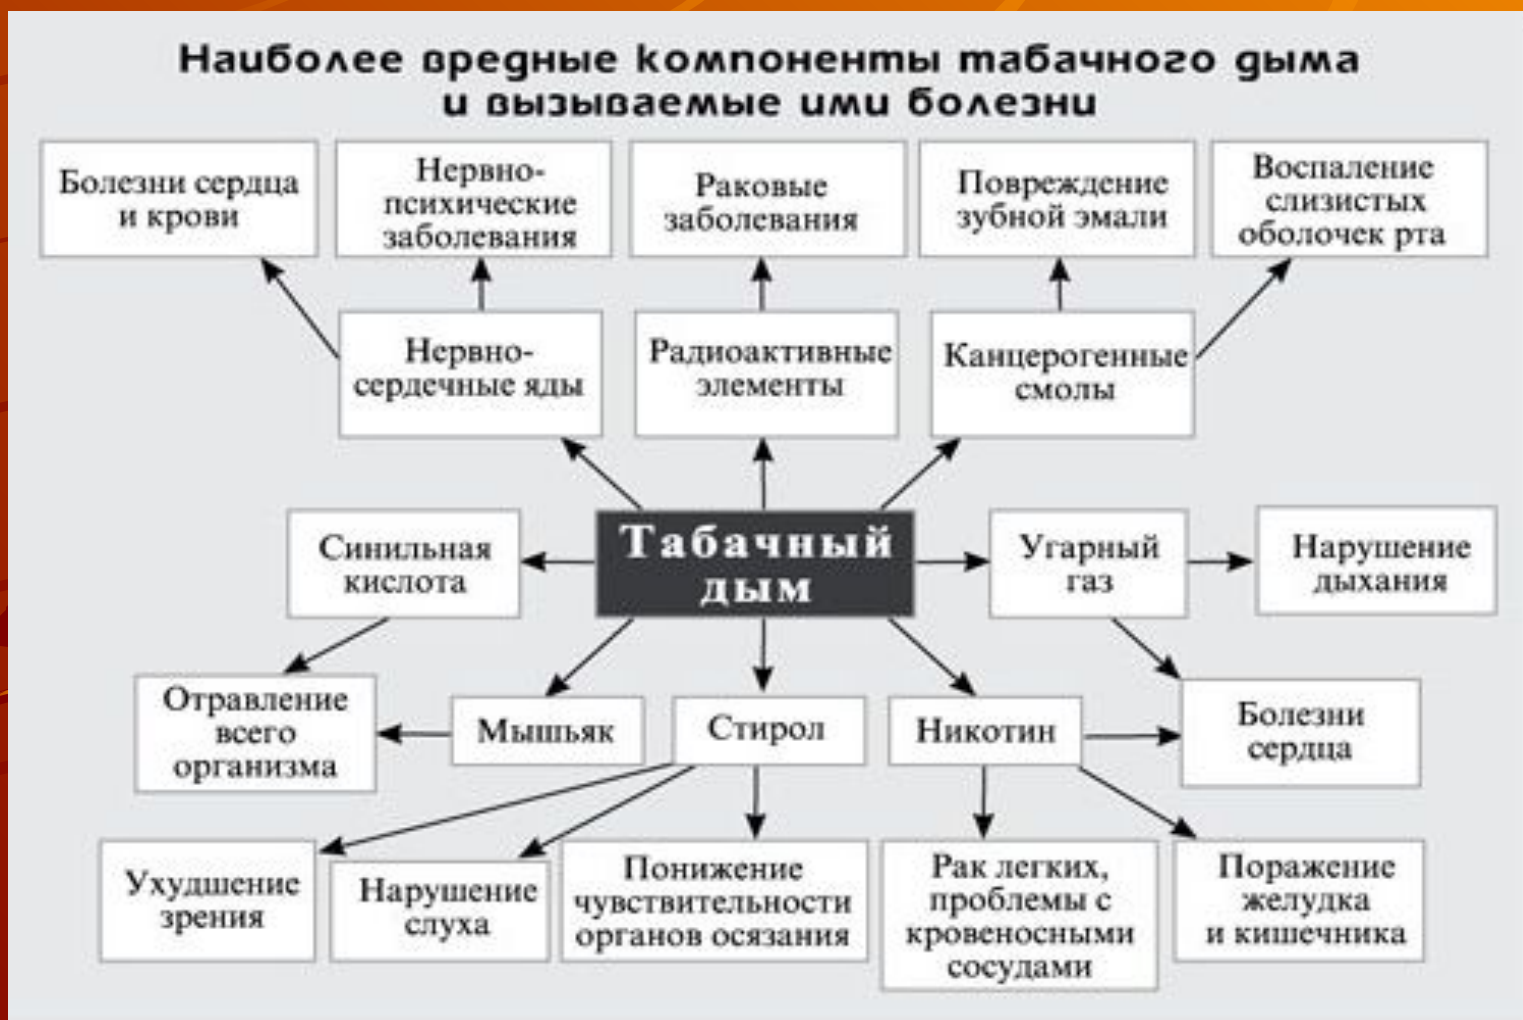 Наиболее вредные компоненты табачного дыма
и вызываемые ими болезни
Болезни сердца
и крови
Нервно-
психические
заболевания
Раковые
заболевания
Повреждение
зубной эмали
Воспаление
слизистых
оболочек рта
Нервно-
сердечные яды
Радиоактивные
элементы
Канцерогенные
смолы
Синильная
кислота
Табачный
дым
Угарный
газ
Нарушение
дыхания
Отравление
всего
организма
Мышьяк
Стирол
Никотин
Болезни
сердца
Ухудшение
зрения
Нарушение
слуха
Понижение
чувствительности
органов осязания
Рак легких,
проблемы с
кровеносными
сосудами
Поражение
желудка
и кишечника